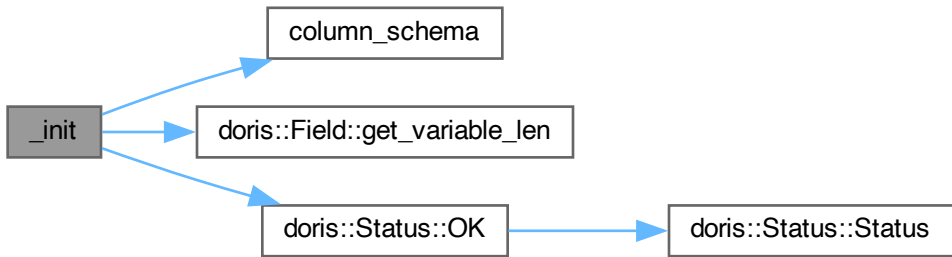 column_schema
_init
doris::Field::get_variable_len
doris::Status::OK
doris::Status::Status